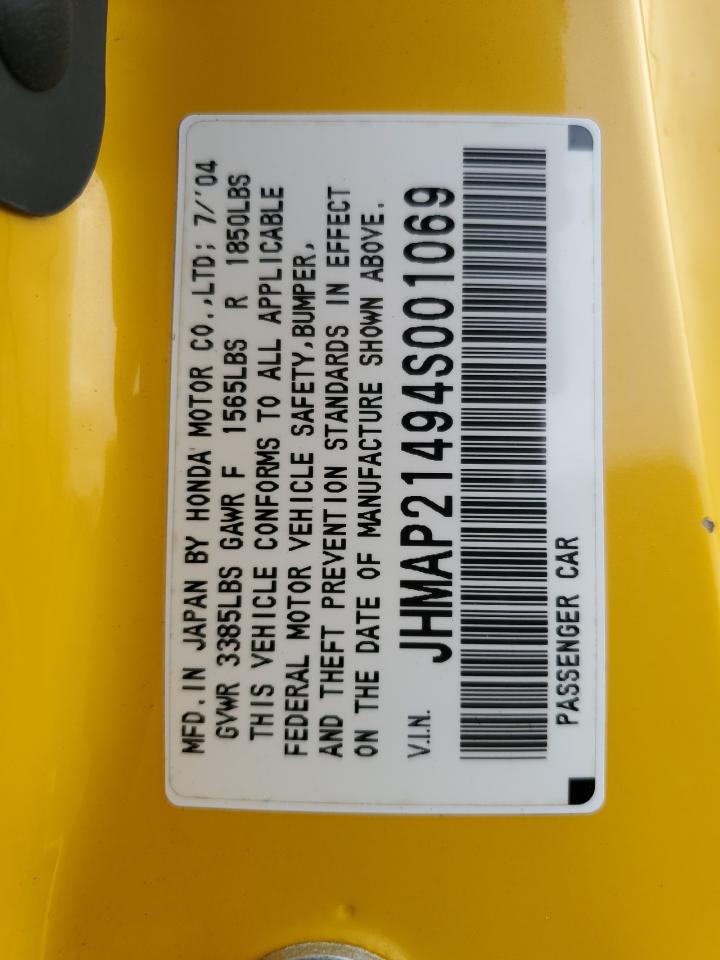 MFD. IN JAPAN BY HONDA MOTOR CO.,LTD; 7/'04
GVWR 3385LBS GAWR F 1565LBS R 1850LBS
THIS VEHICLE CONFORMS TO ALL APPLICABLE
FEDERAL MOTOR VEHICLE SAFETY,BUMPER,
AND THEFT PREVENTION STANDARDS IN EFFECT
ON THE DATE OF MANUFACTURE SHOWN ABOVE.
V.I.N. JHMAP21494S001069
PASSENGER CAR